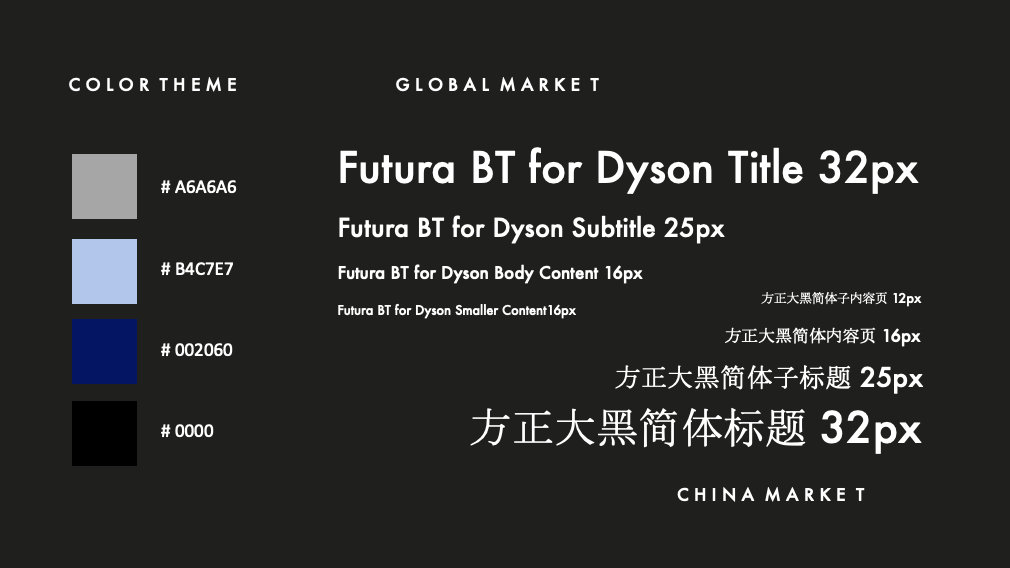 COLOR THEME
# A6A6A6
# B4C7E7
# 002060
# 0000
GLOBAL MARKET
Futura BT for Dyson Title 32px
Futura BT for Dyson Subtitle 25px
Futura BT for Dyson Body Content 16px
Futura BT for Dyson Smaller Content16px
方正大黑简体子内容页 12px
方正大黑简体内容页 16px
方正大黑简体子标题 25px
方正大黑简体标题 32px
CHINA MARKET